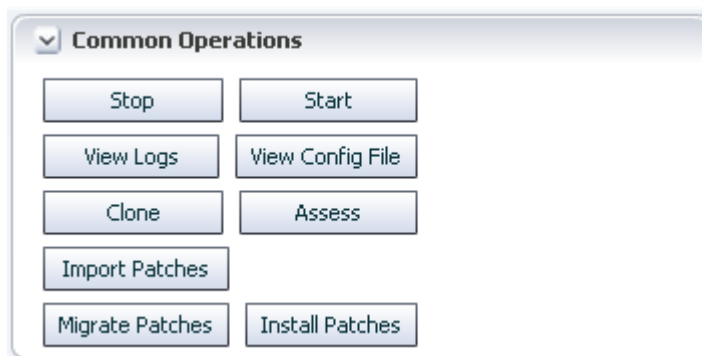 Common Operations
Stop Start
View Logs View Config File
Clone Assess
Import Patches
Migrate Patches Install Patches